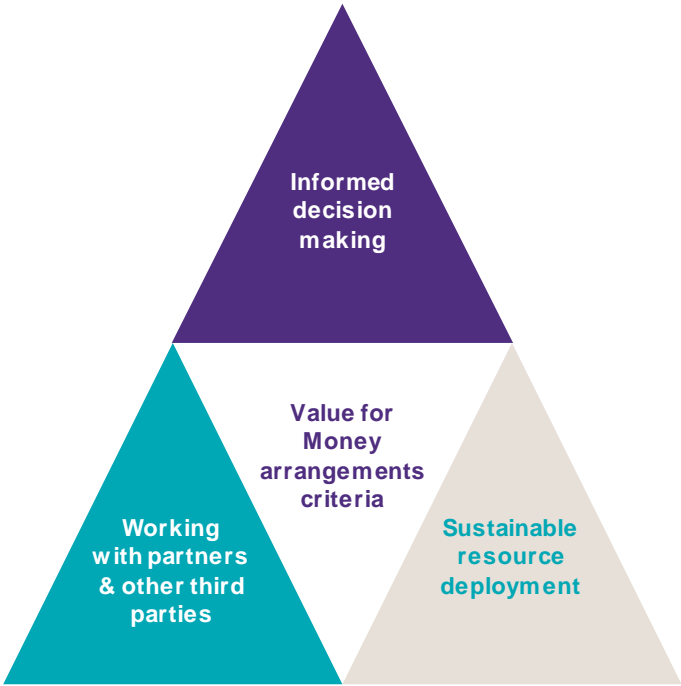 Informed
decision
making
Value for
Money
arrangements
criteria
Working
with partners
& other third
parties
Sustainable
resource
deployment